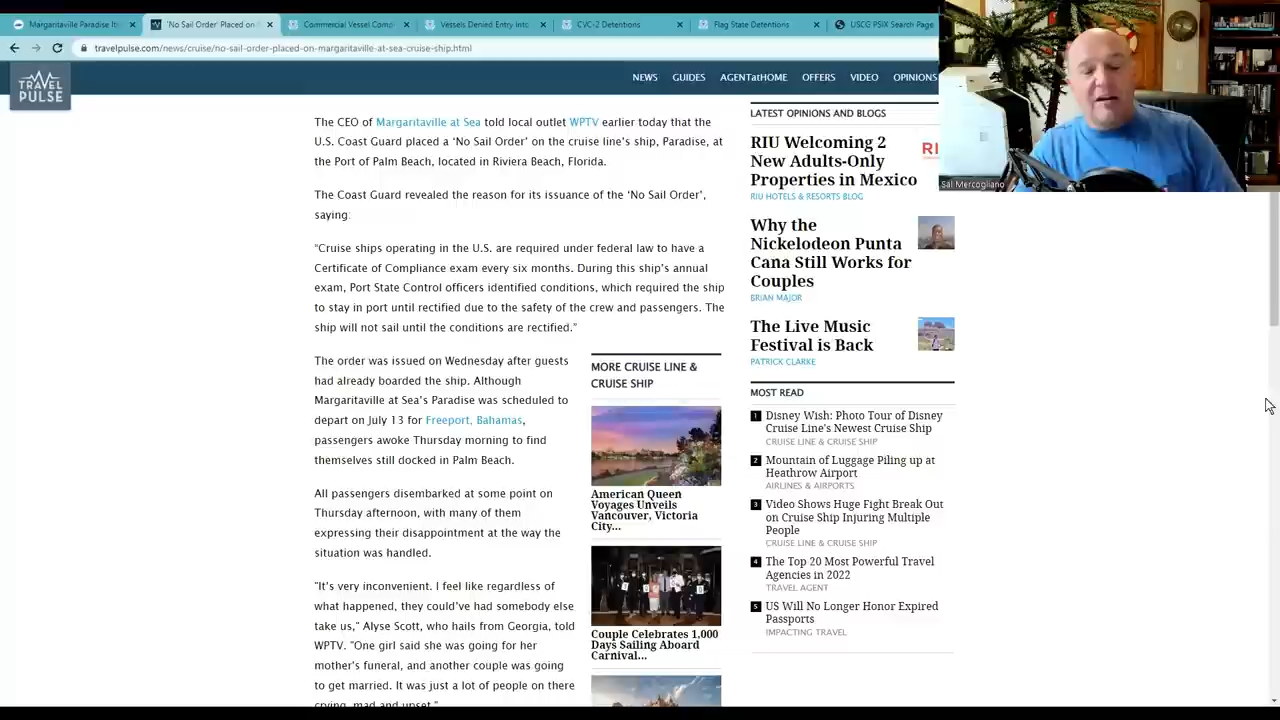 Margaritaville Paradise It
'No Sail Order' Placed on
Commercial Vessel Comp
Vessels Denied Entry Into
CVC-2 Detentions
Flag State Detentions
USCG PSIX Search Page
travelpulse.com/news/cruise/no-sail-order-placed-on-margaritaville-at-sea-cruise-ship.html
TRAVEL
PULSE
NEWS GUIDES AGENTatHOME OFFERS VIDEO OPINIONS
The CEO of Margaritaville at Sea told local outlet WPTV earlier today that the
U.S. Coast Guard placed a ‘No Sail Order’ on the cruise line’s ship, Paradise, at
the Port of Palm Beach, located in Riviera Beach, Florida.
The Coast Guard revealed the reason for its issuance of the ‘No Sail Order’,
saying:
“Cruise ships operating in the U.S. are required under federal law to have a
Certificate of Compliance exam every six months. During this ship’s annual
exam, Port State Control officers identified conditions, which required the ship
to stay in port until rectified due to the safety of the crew and passengers. The
ship will not sail until the conditions are rectified.”
The order was issued on Wednesday after guests
had already boarded the ship. Although
Margaritaville at Sea’s Paradise was scheduled to
depart on July 13 for Freeport, Bahamas,
passengers awoke Thursday morning to find
themselves still docked in Palm Beach.
All passengers disembarked at some point on
Thursday afternoon, with many of them
expressing their disappointment at the way the
situation was handled.
"It’s very inconvenient. I feel like regardless of
what happened, they could’ve had somebody else
take us,” Alyse Scott, who hails from Georgia, told
WPTV. "One girl said she was going for her
mother’s funeral, and another couple was going
to get married. It was just a lot of people on there
crying, mad and upset."
MORE CRUISE LINE &
CRUISE SHIP
American Queen
Voyages Unveils
Vancouver, Victoria
City...
Couple Celebrates 1,000
Days Sailing Aboard
Carnival...
LATEST OPINIONS AND BLOGS
RIU Welcoming 2
New Adults-Only
Properties in Mexico
RIU HOTELS & RESORTS BLOG
RI
Why the
Nickelodeon Punta
Cana Still Works for
Couples
BRIAN MAJOR
The Live Music
Festival is Back
PATRICK CLARKE
MOST READ
1 Disney Wish: Photo Tour of Disney
Cruise Line's Newest Cruise Ship
CRUISE LINE & CRUISE SHIP
2 Mountain of Luggage Piling up at
Heathrow Airport
AIRLINES & AIRPORTS
3 Video Shows Huge Fight Break Out
on Cruise Ship Injuring Multiple
People
CRUISE LINE & CRUISE SHIP
4 The Top 20 Most Powerful Travel
Agencies in 2022
TRAVEL AGENT
5 US Will No Longer Honor Expired
Passports
IMPACTING TRAVEL
Sal Mercogliano